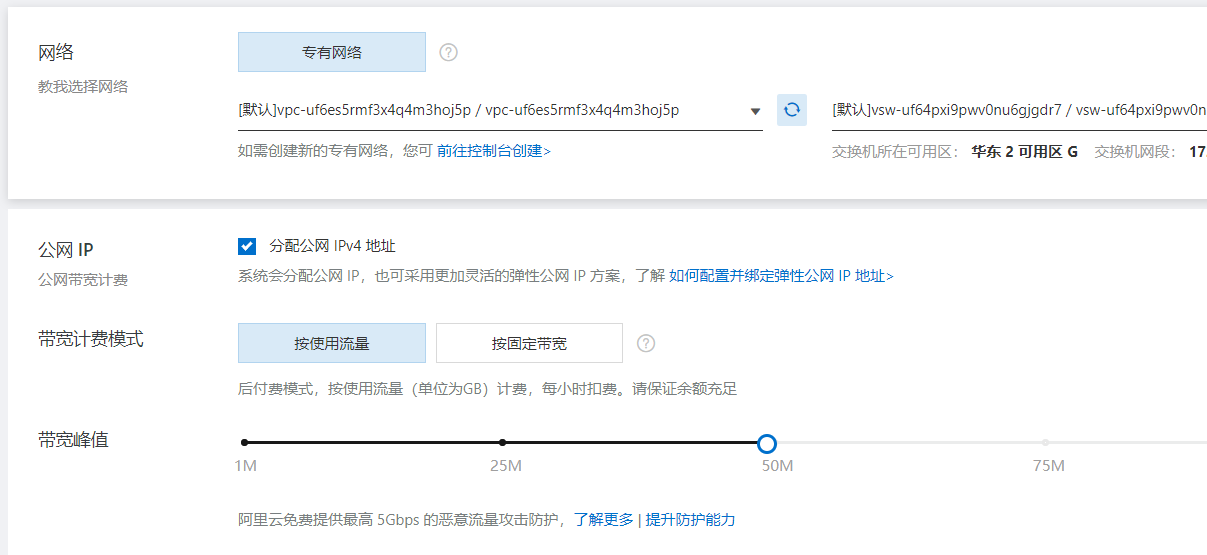 网络
专有网络
教我选择网络
[默认]vpc-uf6es5rmf3x4q4m3hoj5p / vpc-uf6es5rmf3x4q4m3hoj5p
[默认]vsw-uf64pxi9pwv0nu6gjgdr7 / vsw-uf64pxi9pwv0n
如需创建新的专有网络，您可 前往控制台创建>
交换机所在可用区： 华东 2 可用区 G 交换机网段： 17
公网 IP
分配公网 IPv4 地址
公网带宽计费
系统会分配公网 IP，也可采用更加灵活的弹性公网 IP 方案，了解 如何配置并绑定弹性公网 IP 地址>
带宽计费模式
按使用流量
按固定带宽
后付费模式，按使用流量（单位为GB）计费，每小时扣费。请保证余额充足
带宽峰值
1M 25M 50M 75M
阿里云免费提供最高 5Gbps 的恶意流量攻击防护，了解更多 | 提升防护能力